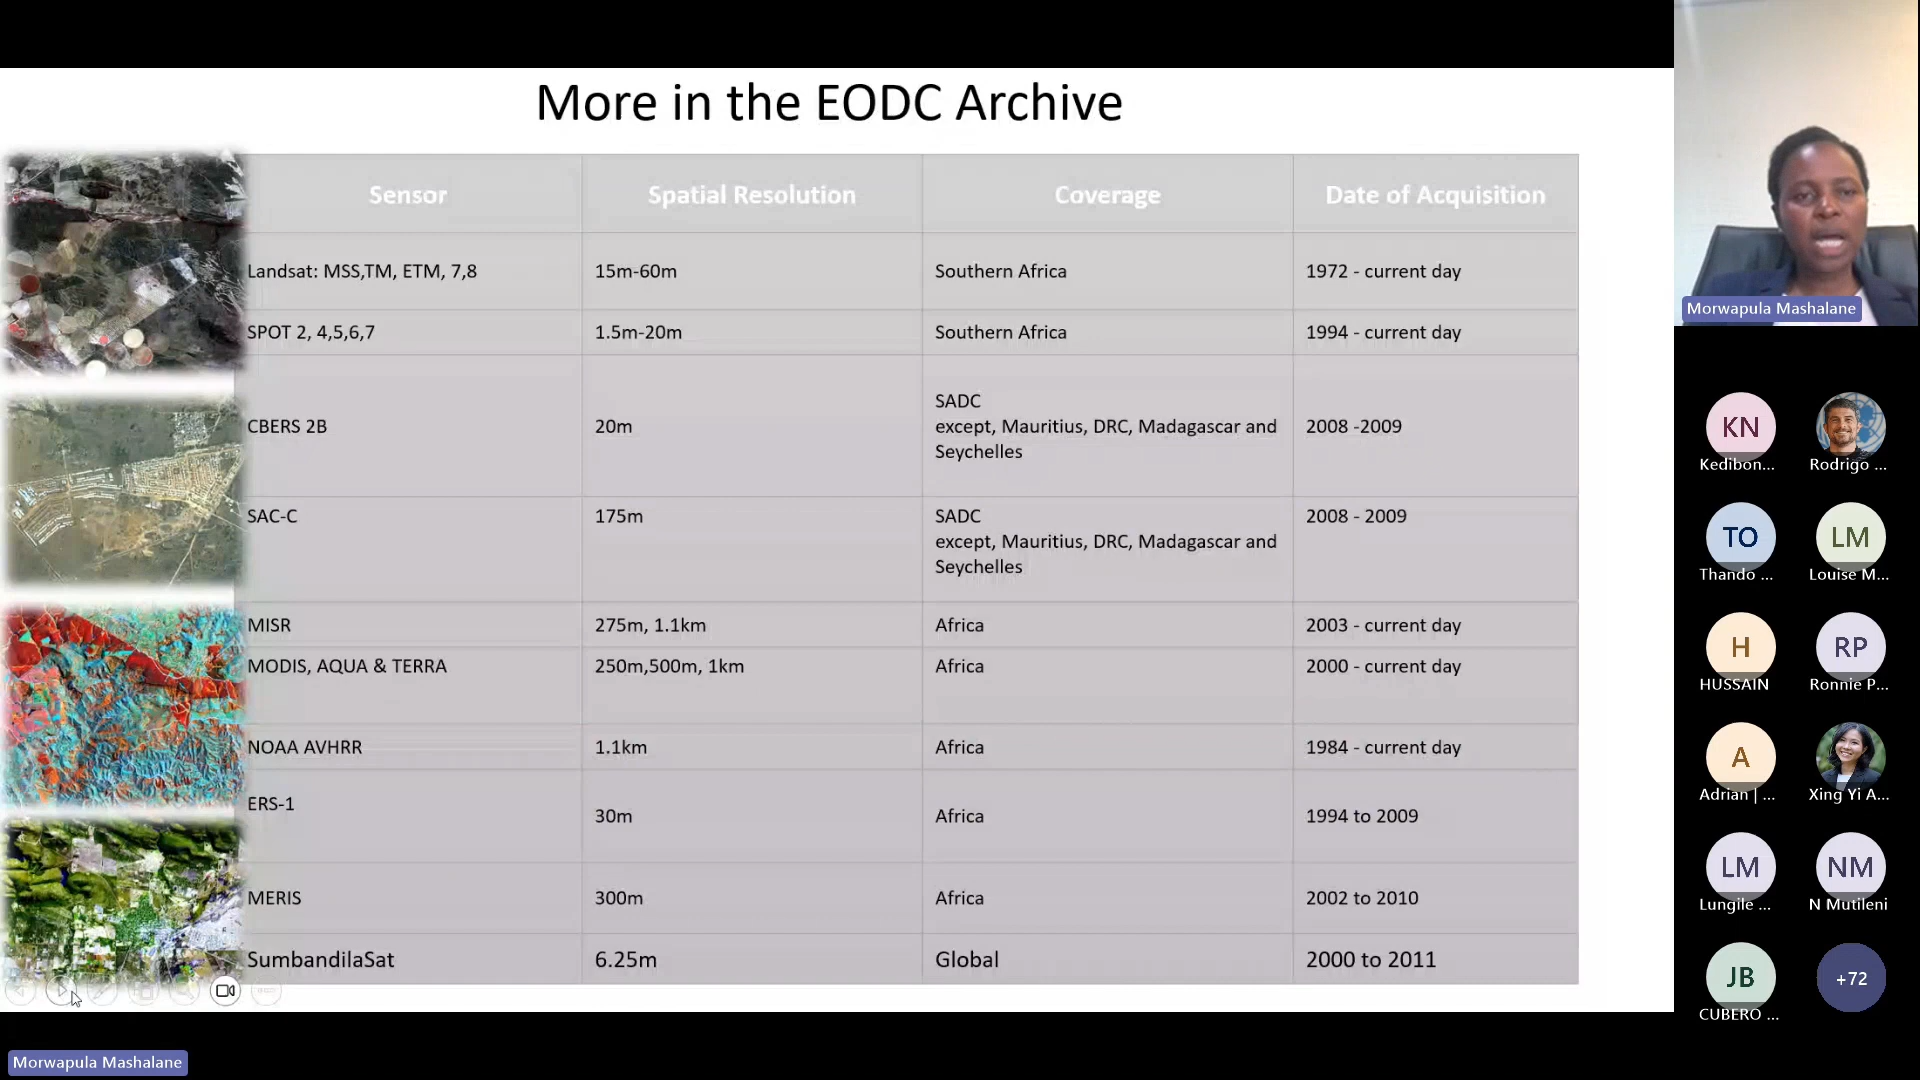 More in the EODC Archive
Sensor Spatial Resolution Coverage Date of Acquisition
Landsat: MSS,TM, ETM, 7,8 15m-60m Southern Africa 1972 - current day
SPOT 2, 4,5,6,7 1.5m-20m Southern Africa 1994 - current day
CBERS 2B 20m SADC
except, Mauritius, DRC, Madagascar and
Seychelles 2008 -2009
SAC-C 175m SADC
except, Mauritius, DRC, Madagascar and
Seychelles 2008 - 2009
MISR 275m, 1.1km Africa 2003 - current day
MODIS, AQUA & TERRA 250m,500m, 1km Africa 2000 - current day
NOAA AVHRR 1.1km Africa 1984 - current day
ERS-1 30m Africa 1994 to 2009
MERIS 300m Africa 2002 to 2010
SumbandilaSat 6.25m Global 2000 to 2011
Morwapula Mashalane
Morwapula Mashalane
KN
Kedibon... Rodrigo ...
TO LM
Thando ... Louise M...
H RP
HUSSAIN Ronnie P...
A
Adrian | ... Xing Yi A...
LM NM
Lungile ... N Mutileni
JB +72
CUBERO ...